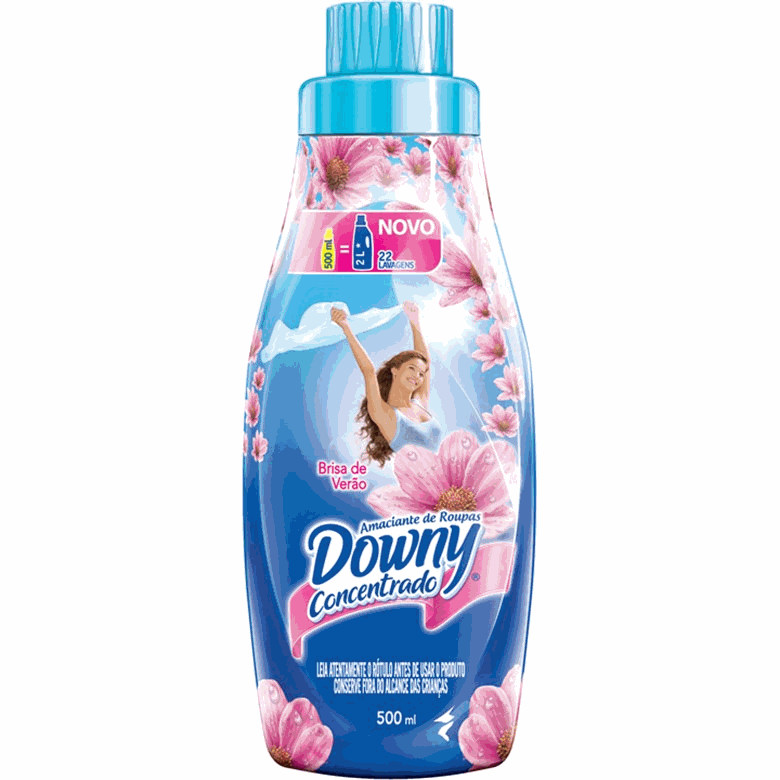 NOVO
500 ml = 2 L* 22
LAVAGENS
Brisa de
Verão
Amaciante de Roupas
Downy®
Concentrado
LEIA ATENTAMENTE O RÓTULO ANTES DE USAR O PRODUTO
CONSERVE FORA DO ALCANCE DAS CRIANÇAS
500 ml